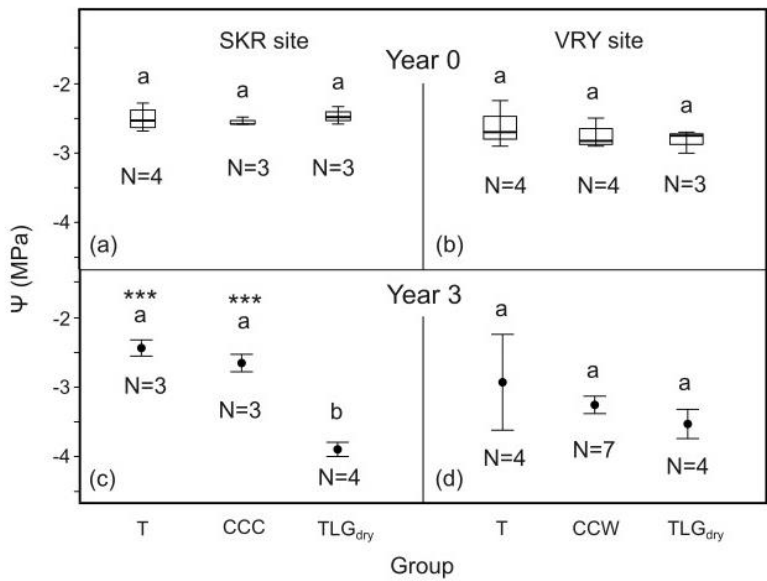 SKR site
VRY site
Year 0
a
a
a
a
a
a
N=4
N=3
N=3
N=4
N=4
N=3
(a)
(b)
-2
-3
-4
Ψ (MPa)
Year 3
***
***
a
a
b
a
a
a
N=3
N=3
N=4
N=4
N=7
N=4
(c)
(d)
-2
-3
-4
T
CCC
TLGdry
T
CCW
TLGdry
Group